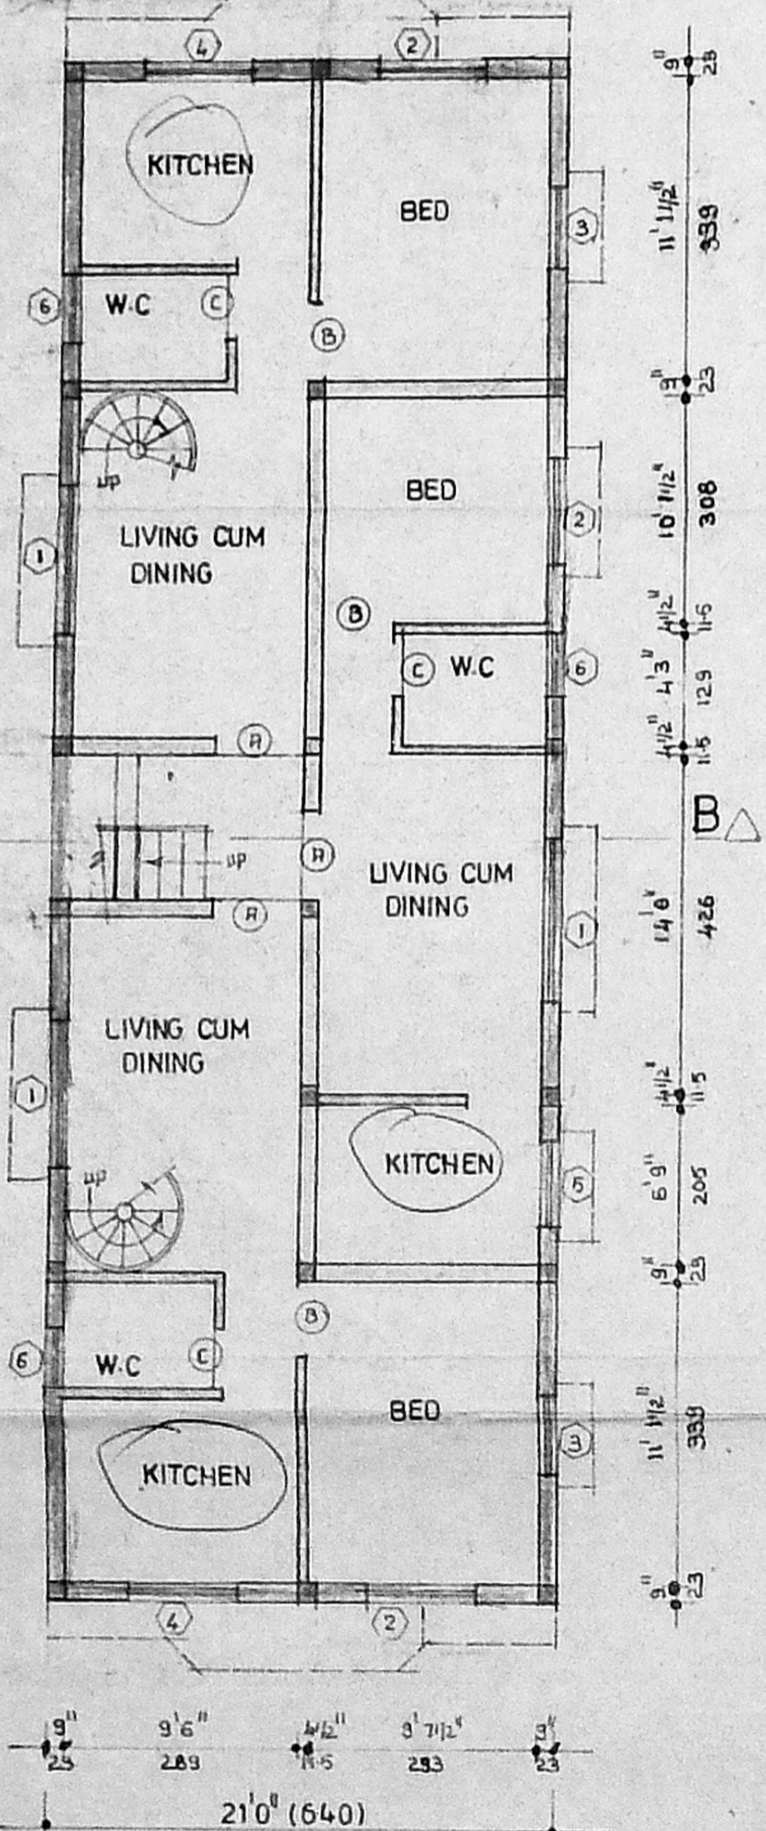 4
2
9"
23
KITCHEN
BED
3
11' 1 1/2"
339
6
W.C
C
B
9"
23
UP
BED
2
10' 1 1/2"
308
LIVING CUM
DINING
1
B
4 1/2"
11.5
C
W.C
6
4'3"
129
A
4 1/2"
11.5
B
UP
A
LIVING CUM
DINING
14'0"
426
A
1
LIVING CUM
DINING
1
4 1/2"
11.5
KITCHEN
5
6'9"
205
UP
9"
23
B
6
W.C
C
BED
3
11' 1 1/2"
339
KITCHEN
9"
23
4
2
9" 9'6" 4 1/2" 9' 7 1/2" 9"
23 289 11.5 293 23
21'0" (640)